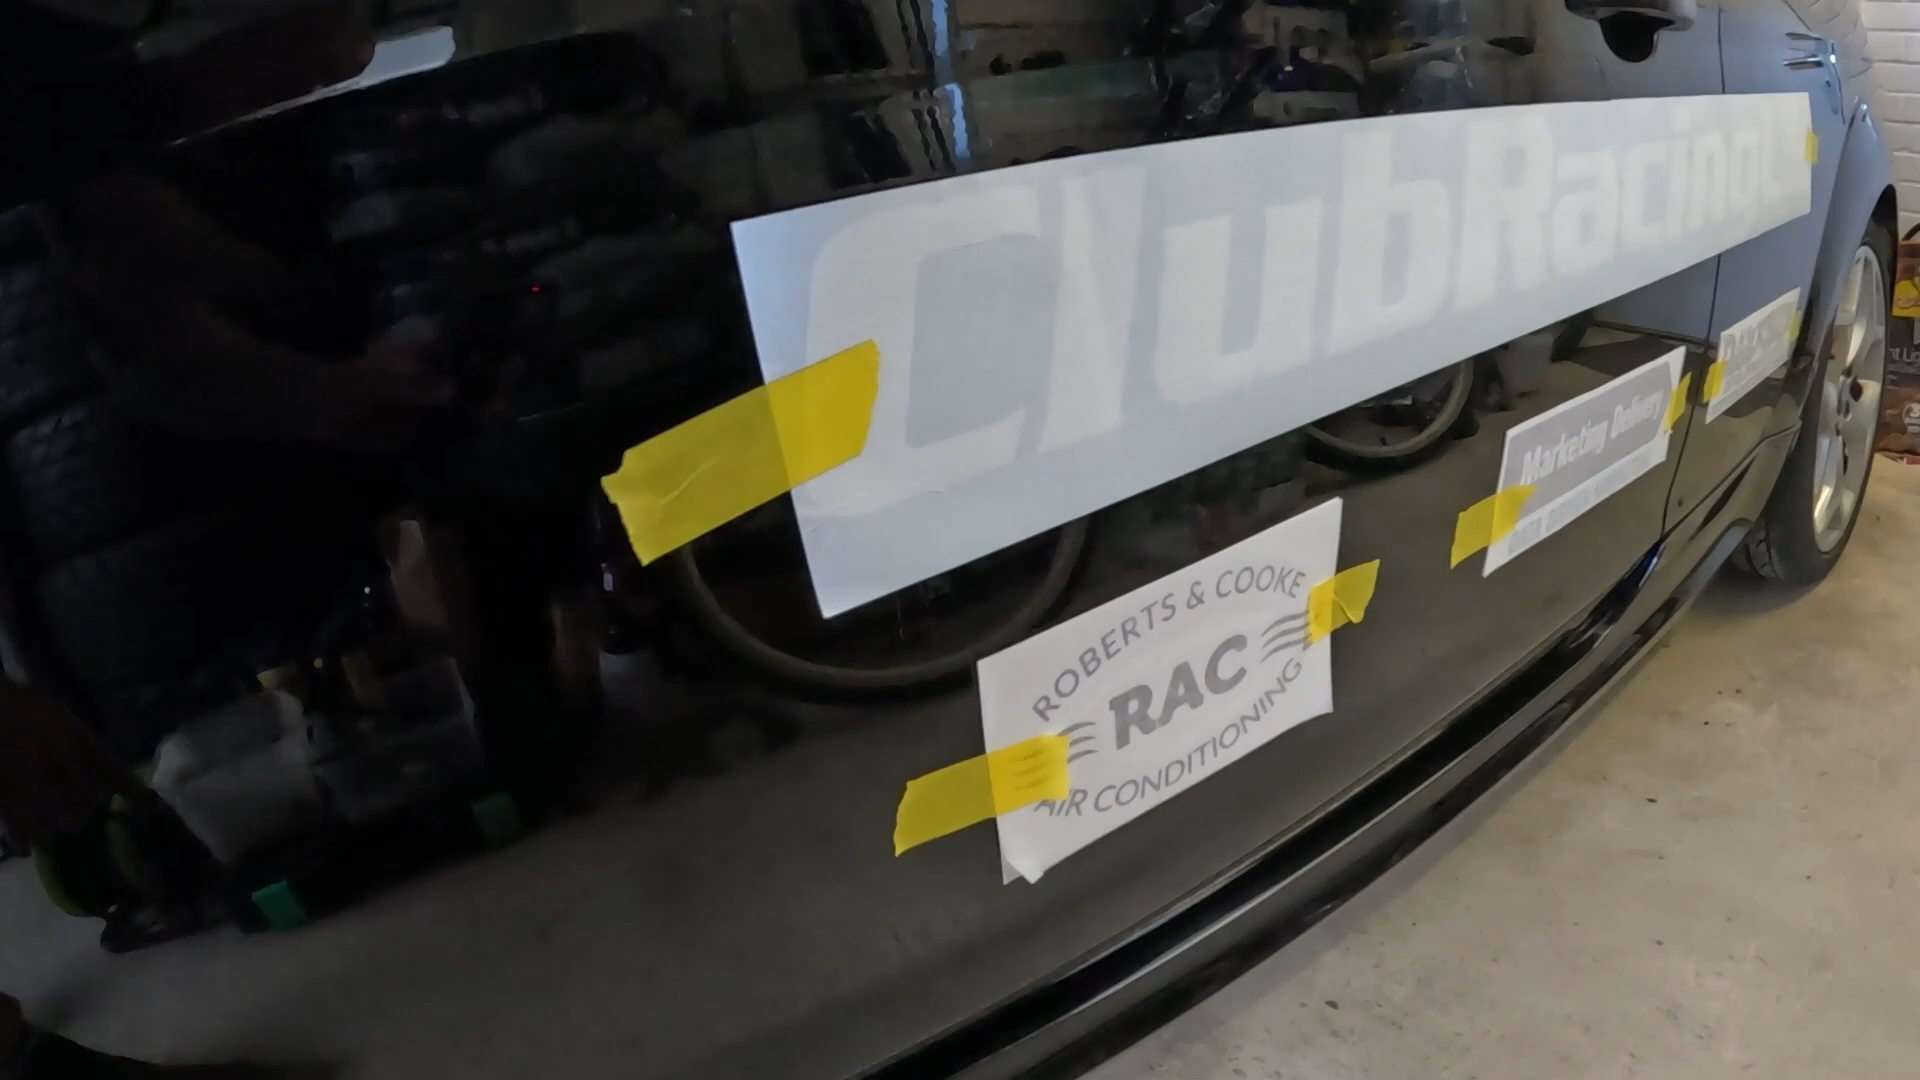 ClubRacing
Marketing Delivery
ROBERTS & COOKE
RAC
AIR CONDITIONING